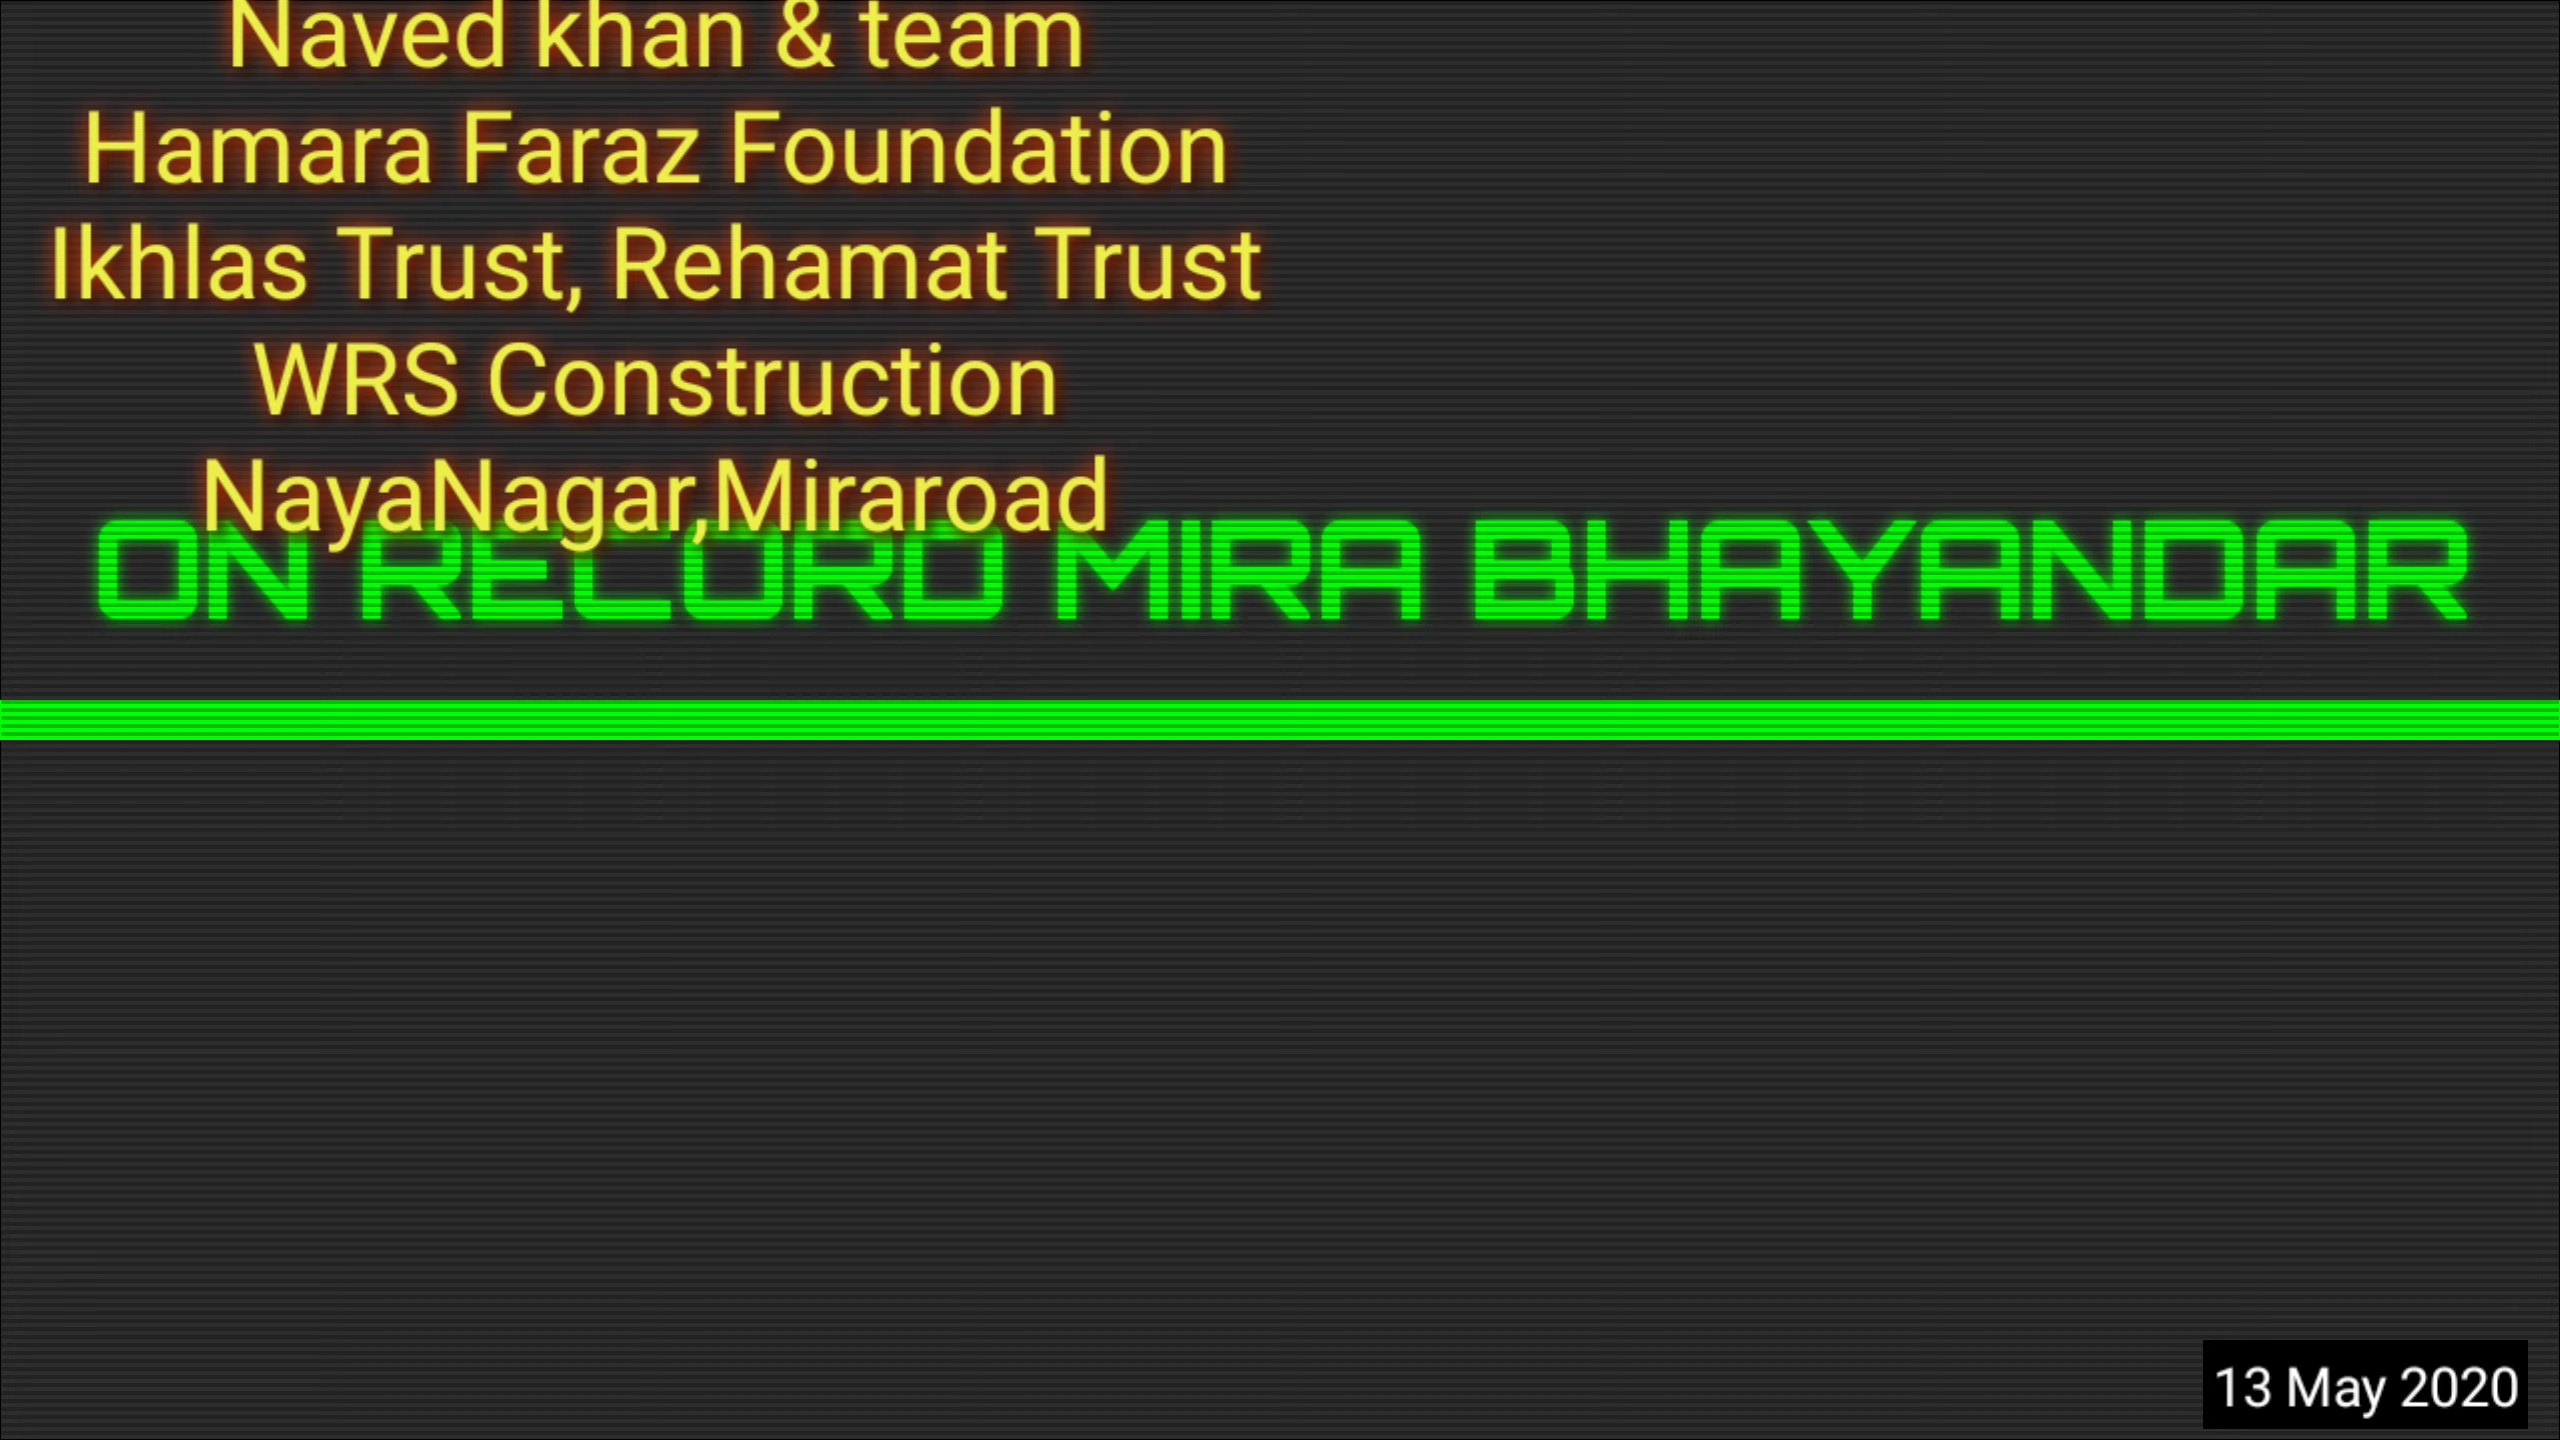 Naved khan & team
Hamara Faraz Foundation
Ikhlas Trust, Rehamat Trust
WRS Construction
NayaNagar,Miraroad
ON RECORD MIRA BHAYANDAR
13 May 2020